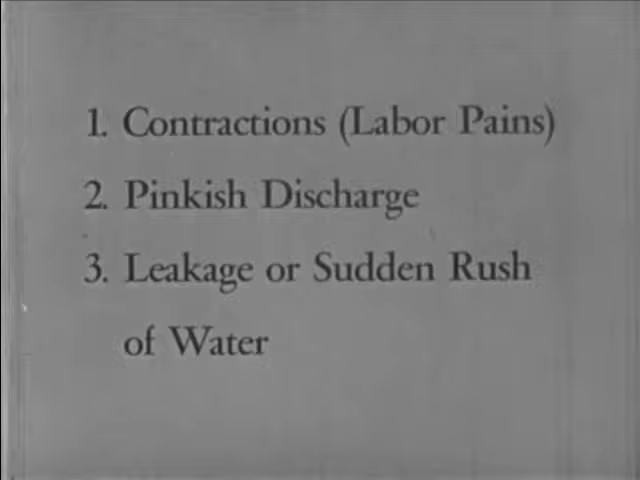 1. Contractions (Labor Pains)
2. Pinkish Discharge
3. Leakage or Sudden Rush
of Water